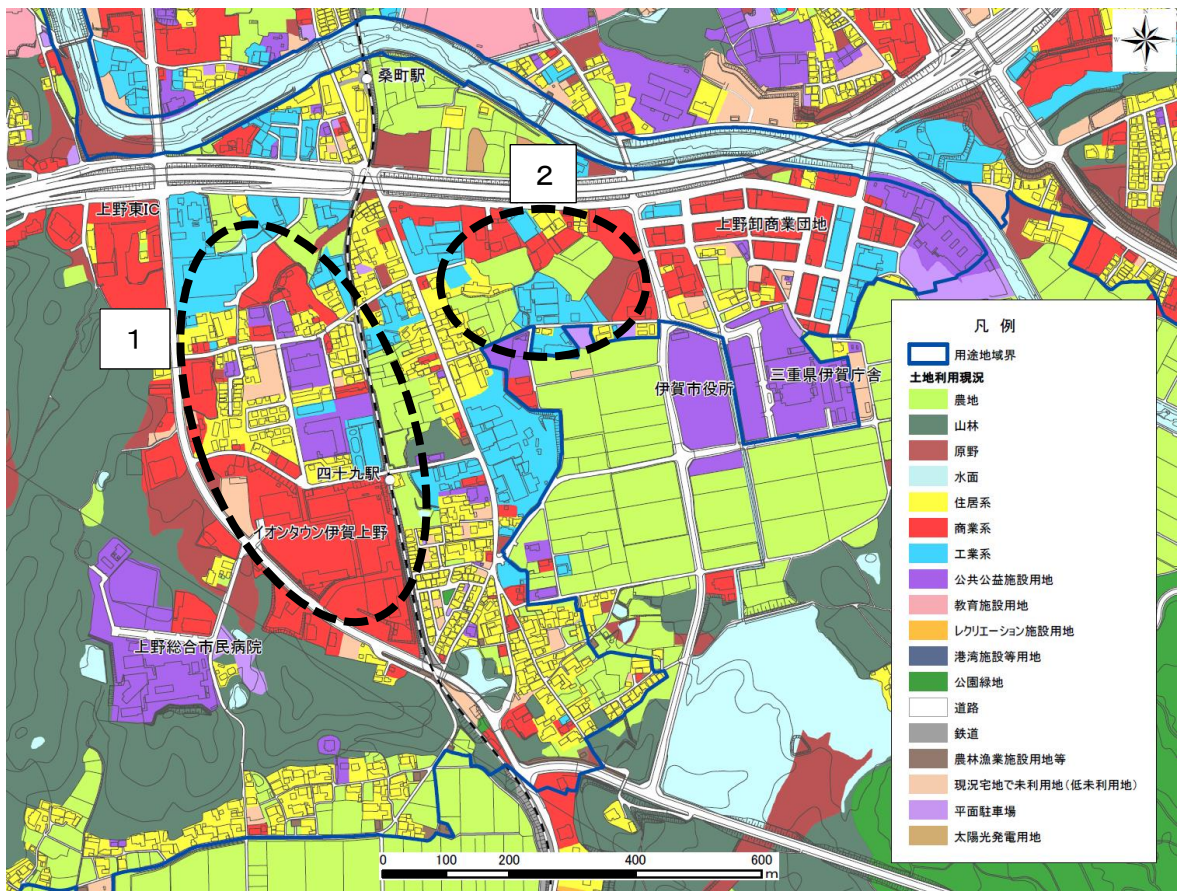 N
W
E
S
桑町駅
2
上野東IC
上野卸商業団地
1
伊賀市役所
三重県伊賀庁舎
四十九駅
イオンタウン伊賀上野
上野総合市民病院
凡 例
用途地域界
土地利用現況
農地
山林
原野
水面
住居系
商業系
工業系
公共公益施設用地
教育施設用地
レクリエーション施設用地
港湾施設等用地
公園緑地
道路
鉄道
農林漁業施設用地等
現況宅地で未利用地(低未利用地)
平面駐車場
太陽光発電用地
0 100 200 400 600
m